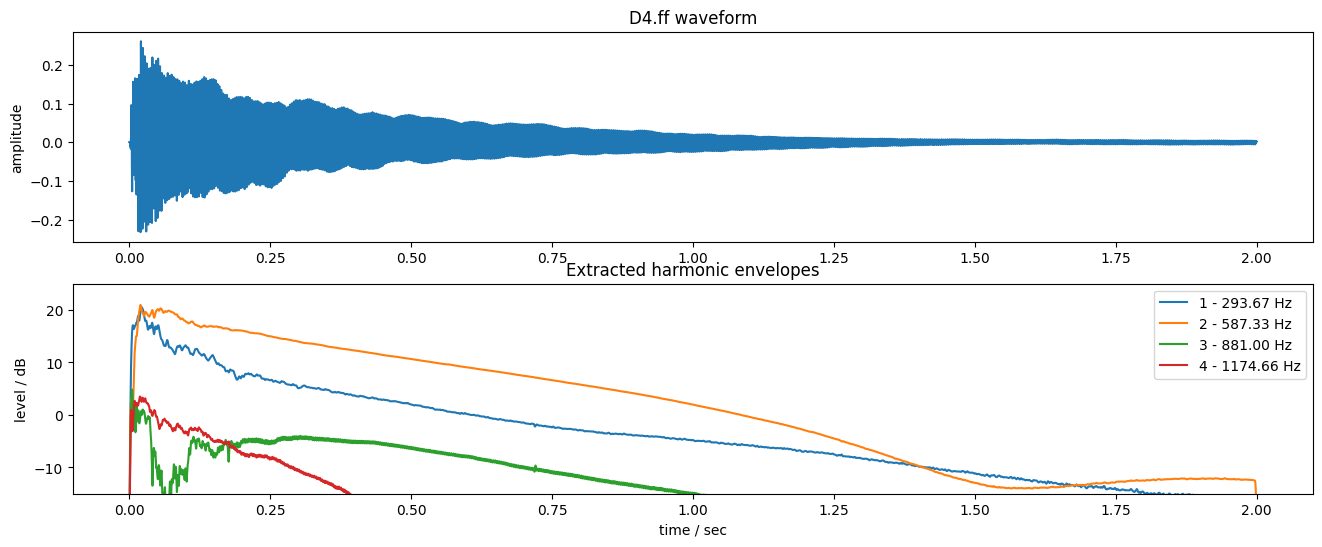 D4.ff waveform
amplitude
0.2
0.1
0.0
−0.1
−0.2
0.00 0.25 0.50 0.75 1.00 1.25 1.50 1.75 2.00
Extracted harmonic envelopes
level / dB
20
10
0
−10
1 - 293.67 Hz
2 - 587.33 Hz
3 - 881.00 Hz
4 - 1174.66 Hz
0.00 0.25 0.50 0.75 1.00 1.25 1.50 1.75 2.00
time / sec